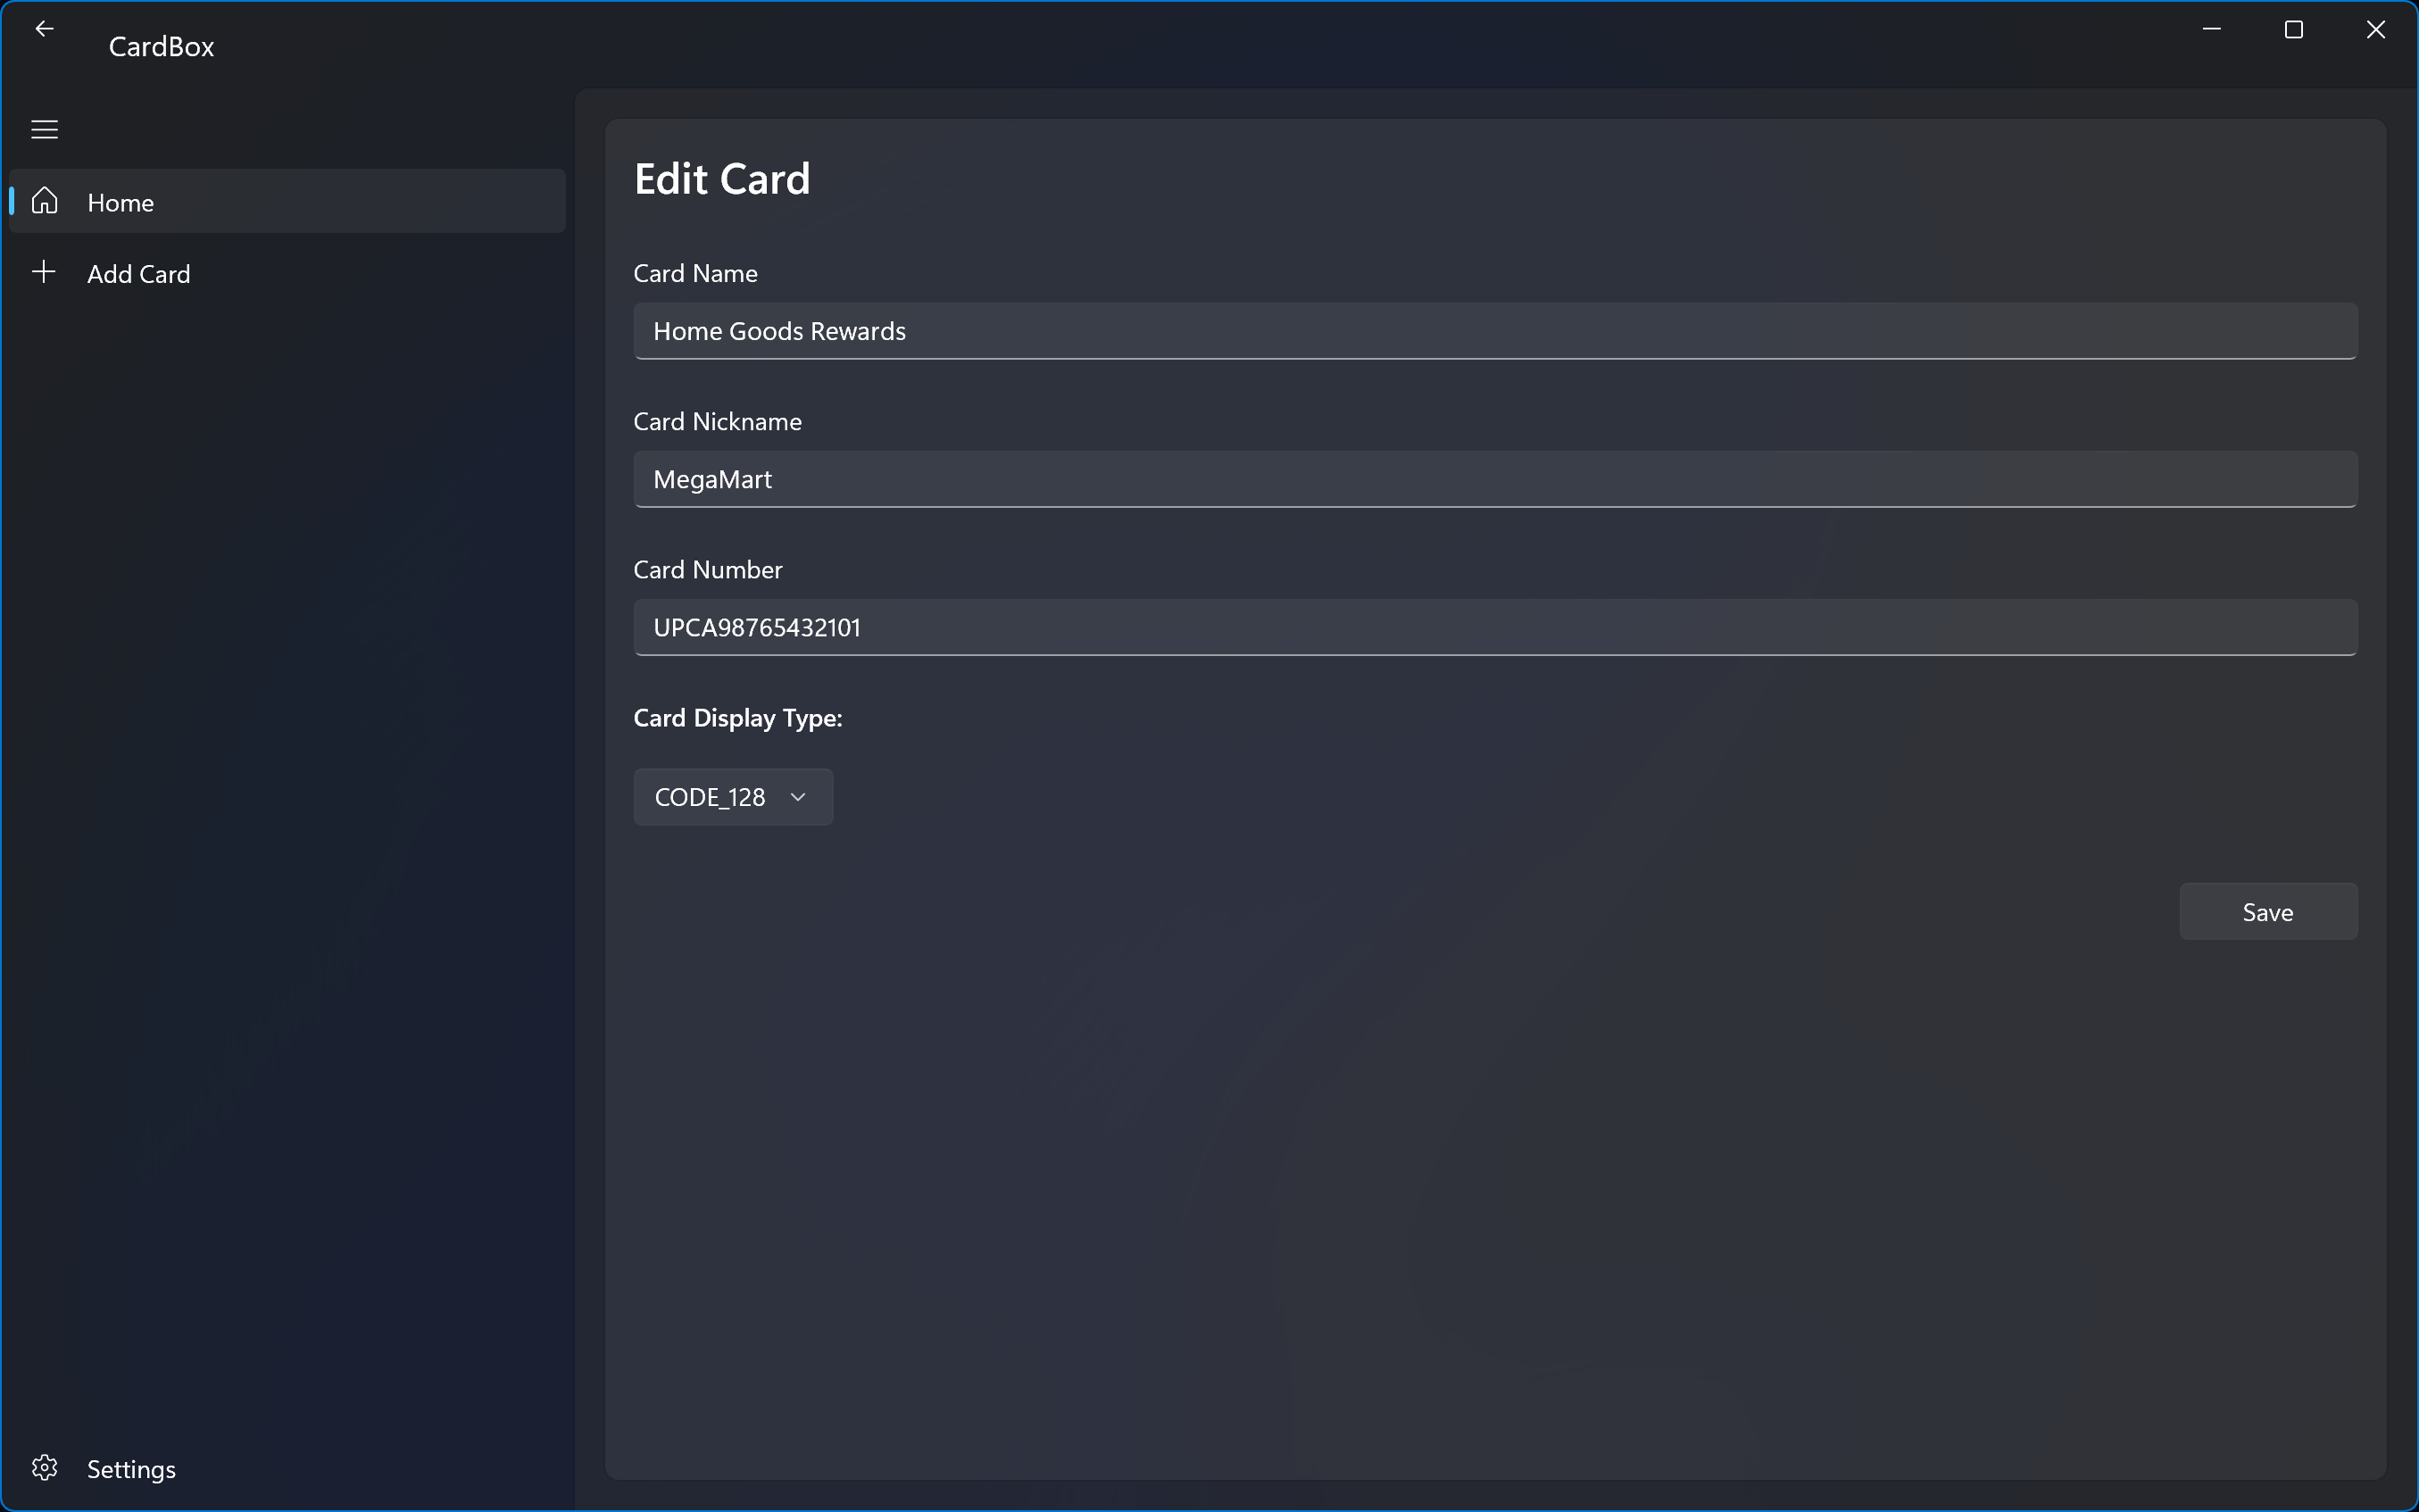 CardBox
Home
Add Card
Edit Card
Card Name
Home Goods Rewards
Card Nickname
MegaMart
Card Number
UPCA98765432101
Card Display Type:
CODE_128
Save
Settings